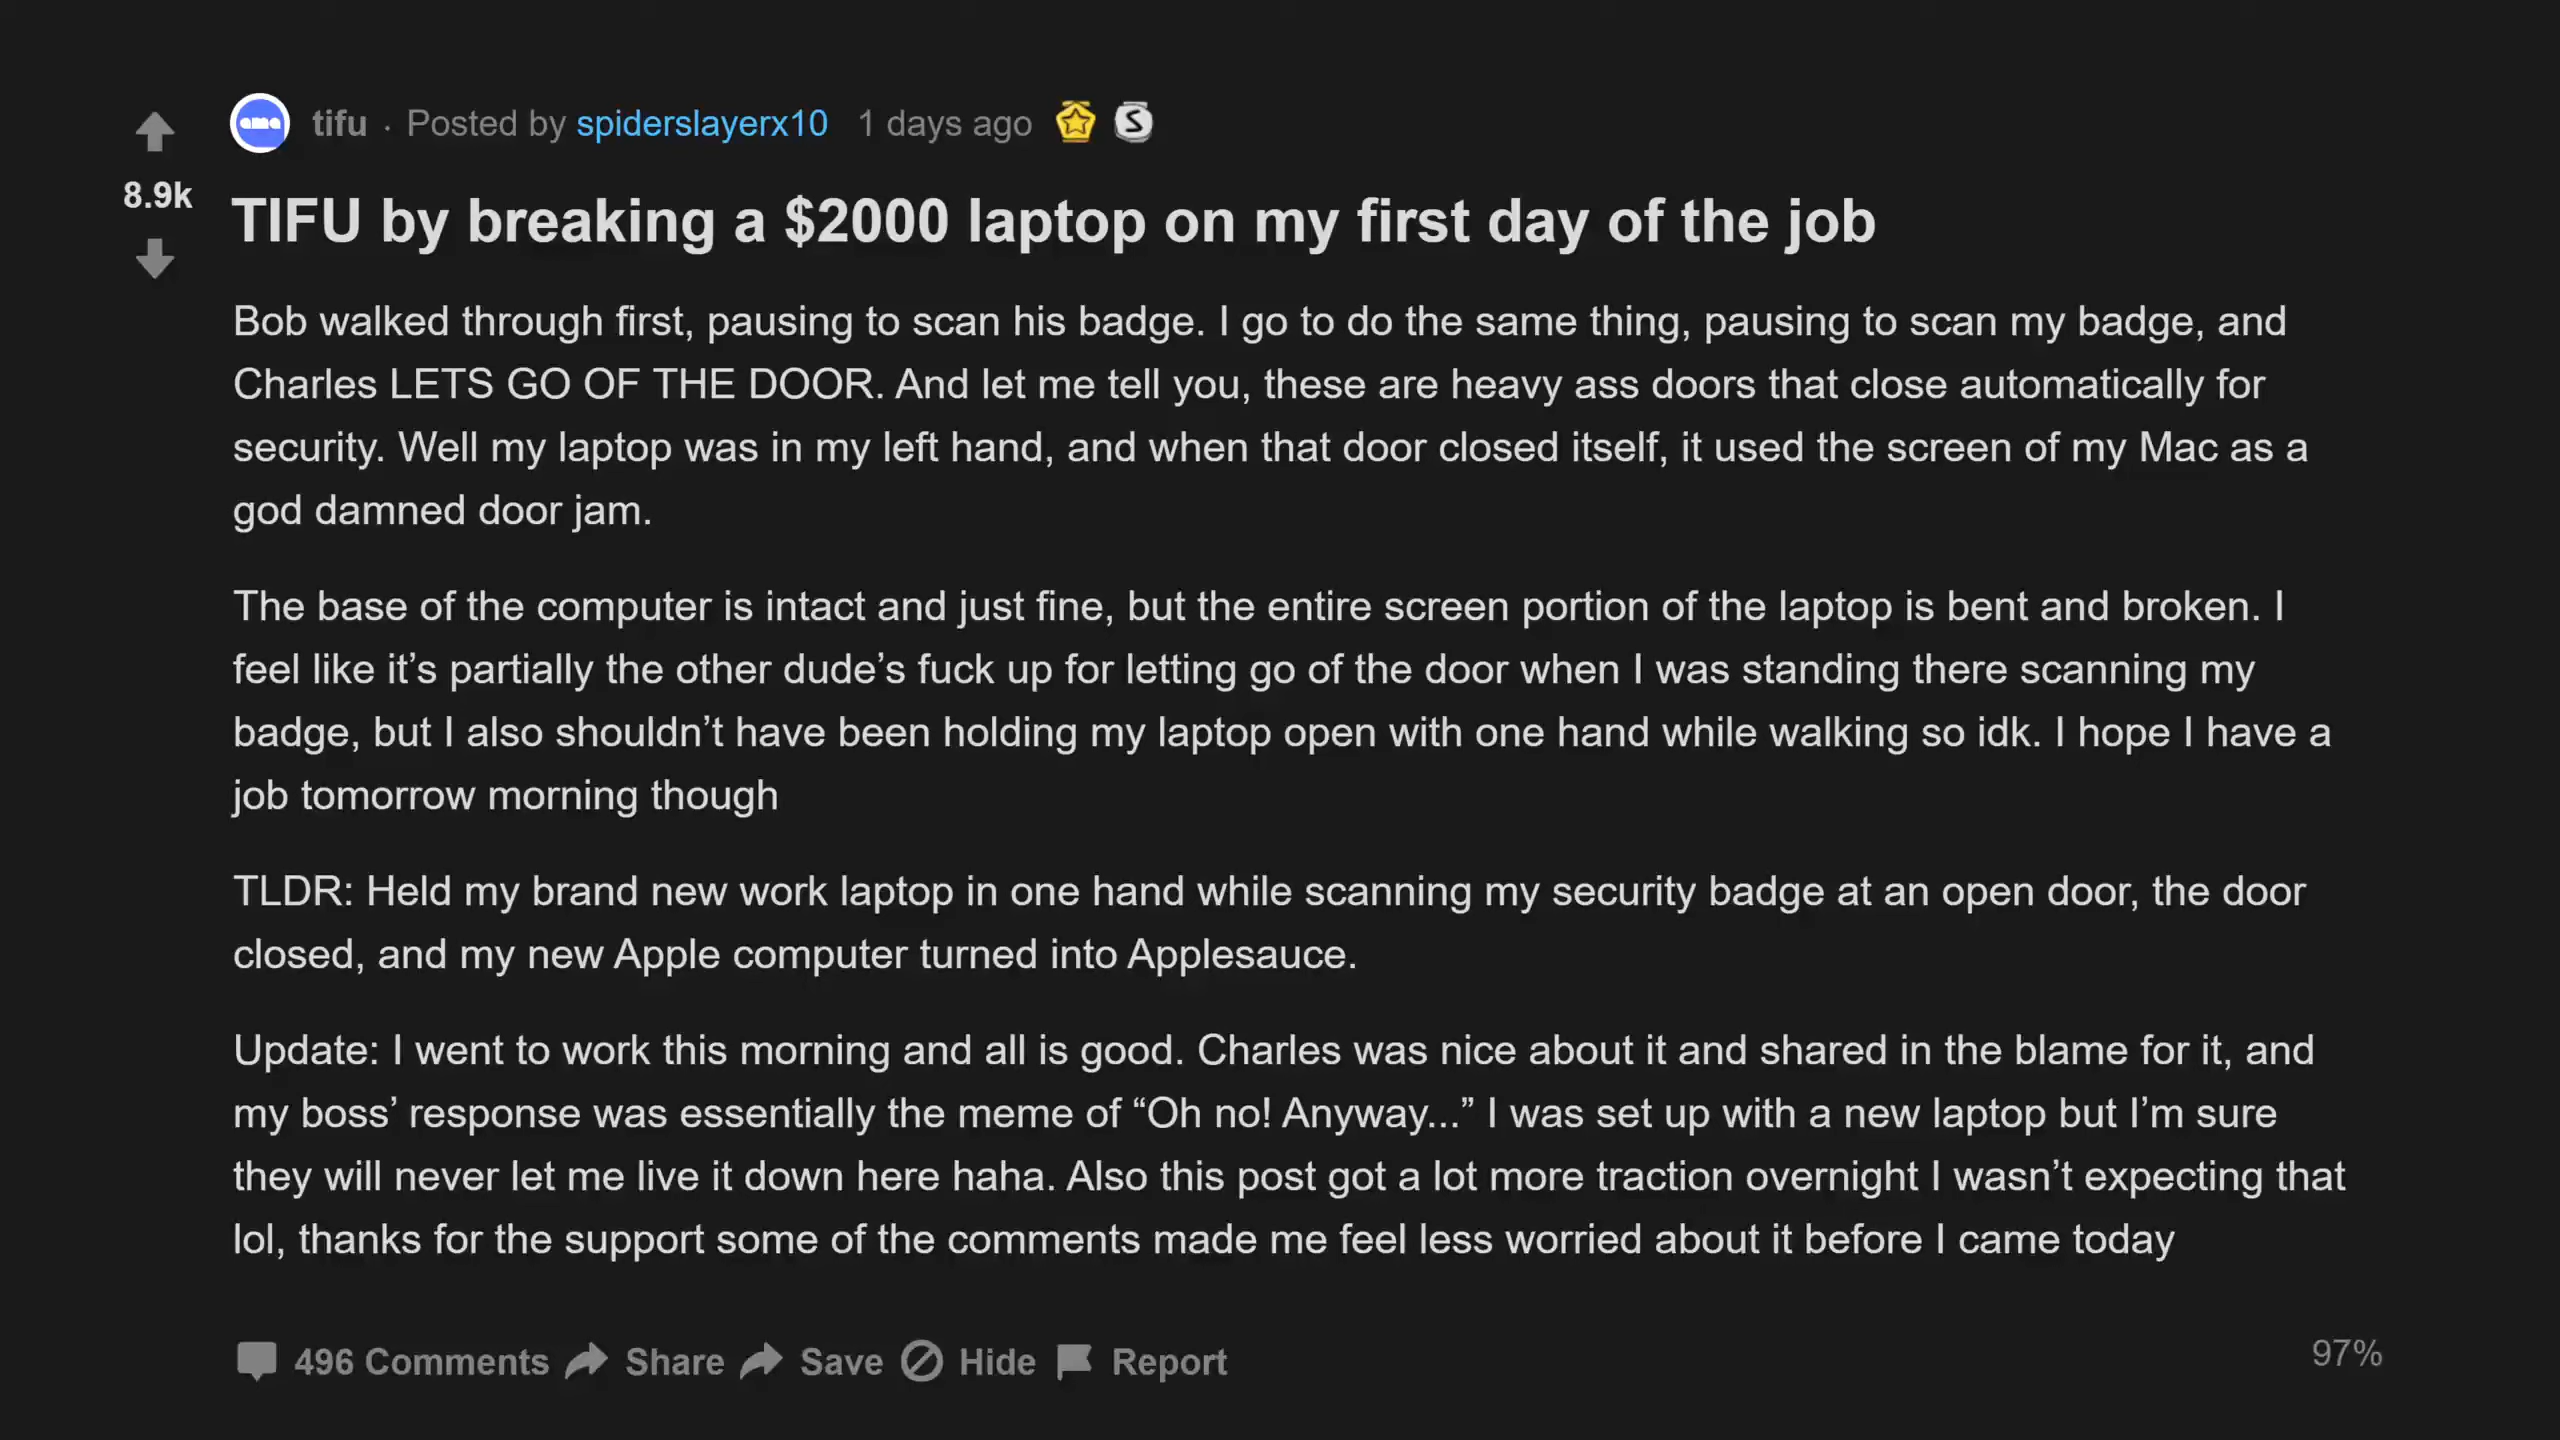 ama tifu · Posted by spiderslayerx10 1 days ago S
8.9k
TIFU by breaking a $2000 laptop on my first day of the job
Bob walked through first, pausing to scan his badge. I go to do the same thing, pausing to scan my badge, and
Charles LETS GO OF THE DOOR. And let me tell you, these are heavy ass doors that close automatically for
security. Well my laptop was in my left hand, and when that door closed itself, it used the screen of my Mac as a
god damned door jam.
The base of the computer is intact and just fine, but the entire screen portion of the laptop is bent and broken. I
feel like it’s partially the other dude’s fuck up for letting go of the door when I was standing there scanning my
badge, but I also shouldn’t have been holding my laptop open with one hand while walking so idk. I hope I have a
job tomorrow morning though
TLDR: Held my brand new work laptop in one hand while scanning my security badge at an open door, the door
closed, and my new Apple computer turned into Applesauce.
Update: I went to work this morning and all is good. Charles was nice about it and shared in the blame for it, and
my boss’ response was essentially the meme of “Oh no! Anyway...” I was set up with a new laptop but I’m sure
they will never let me live it down here haha. Also this post got a lot more traction overnight I wasn’t expecting that
lol, thanks for the support some of the comments made me feel less worried about it before I came today
496 Comments Share Save Hide Report 97%